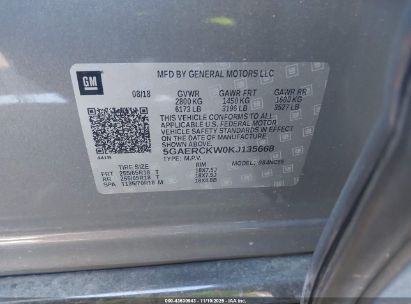 GM
MFD BY GENERAL MOTORS LLC
08/18 GVWR GAWR FRT GAWR RR
2800 KG 1450 KG 1600 KG
6173 LB 3196 LB 3527 LB
THIS VEHICLE CONFORMS TO ALL
APPLICABLE U.S. FEDERAL MOTOR
VEHICLE SAFETY
STANDARDS IN EFFECT ON THE
DATE OF MANUFACTURE SHOWN ABOVE.
5GAERCKW0KJ135668
TYPE: M.P.V.
TIRE SIZE RIM
FRT 255/65R18 T 18X7.5J
RR 255/65R18 T 18X7.5J
SPA T135/70R18 M